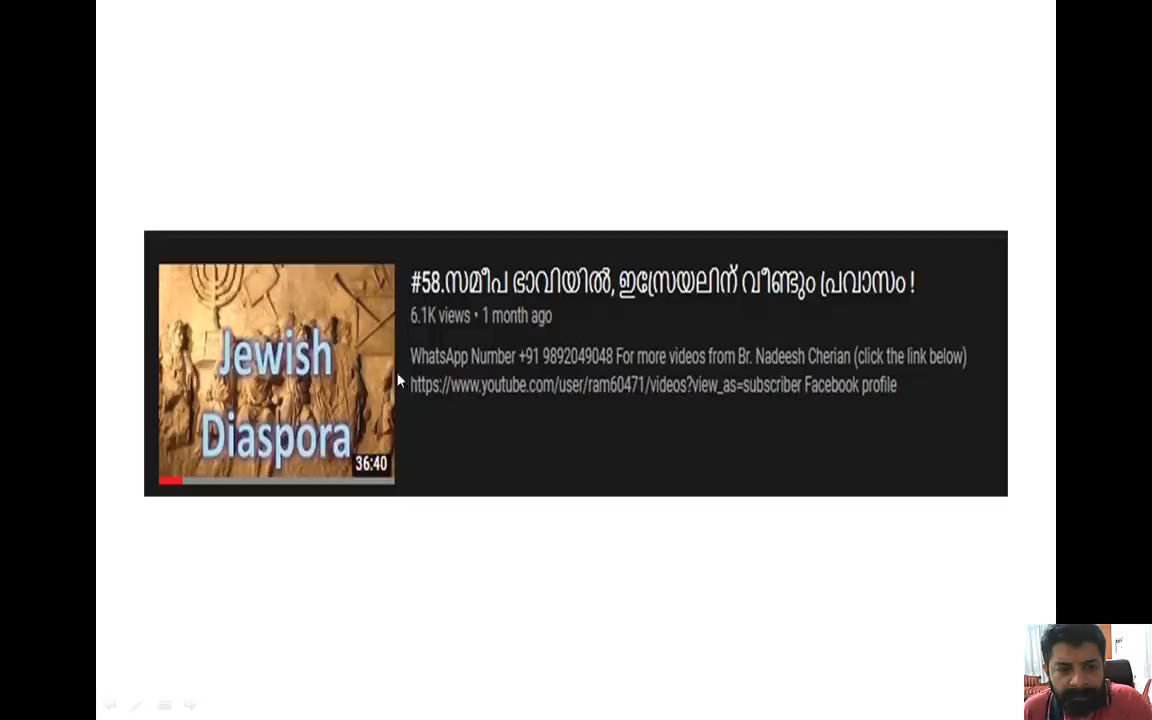 #58.സമീപ ഭാവിയിൽ, ഇസ്രേയലിന് വീണ്ടും പ്രവാസം !
6.1K views • 1 month ago
WhatsApp Number +91 9892049048 For more videos from Br. Nadeesh Cherian (click the link below)
https://www.youtube.com/user/ram60471/videos?view_as=subscriber Facebook profile
Jewish
Diaspora
36:40